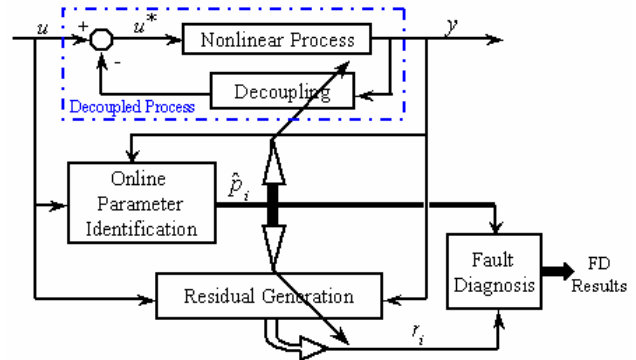 u
+
u*
Nonlinear Process
y
-
Decoupling
Decoupled Process
Online
Parameter
Identification
p̂i
Fault
Diagnosis
FD
Results
Residual Generation
ri